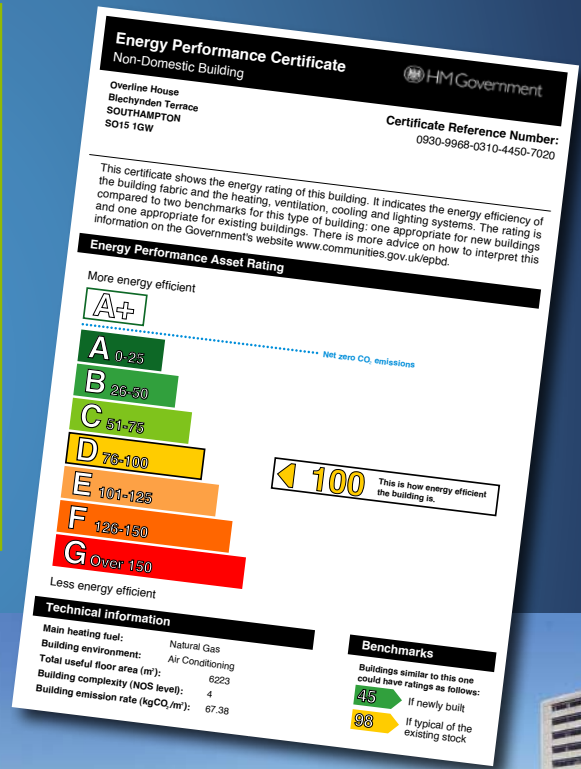 Energy Performance Certificate
Non-Domestic Building
HM Government
Overline House
Blechynden Terrace
SOUTHAMPTON
SO15 1GW
Certificate Reference Number:
0930-9968-0310-4450-7020
This certificate shows the energy rating of this building. It indicates the energy efficiency of
the building fabric and the heating, ventilation, cooling and lighting systems. The rating is
compared to two benchmarks for this type of building: one appropriate for new buildings
and one appropriate for existing buildings. There is more advice on how to interpret this
information on the Government's website www.communities.gov.uk/epbd.
Energy Performance Asset Rating
More energy efficient
A+
Net zero CO₂ emissions
A 0-25
B 26-50
C 51-75
D 76-100
E 101-125
F 126-150
G Over 150
100
This is how energy efficient
the building is.
Less energy efficient
Technical information
Main heating fuel: Natural Gas
Building environment: Air Conditioning
Total useful floor area (m²): 6223
Building complexity (NOS level): 4
Building emission rate (kgCO₂/m²): 67.38
Benchmarks
Buildings similar to this one
could have ratings as follows:
45 If newly built
98 If typical of the
existing stock